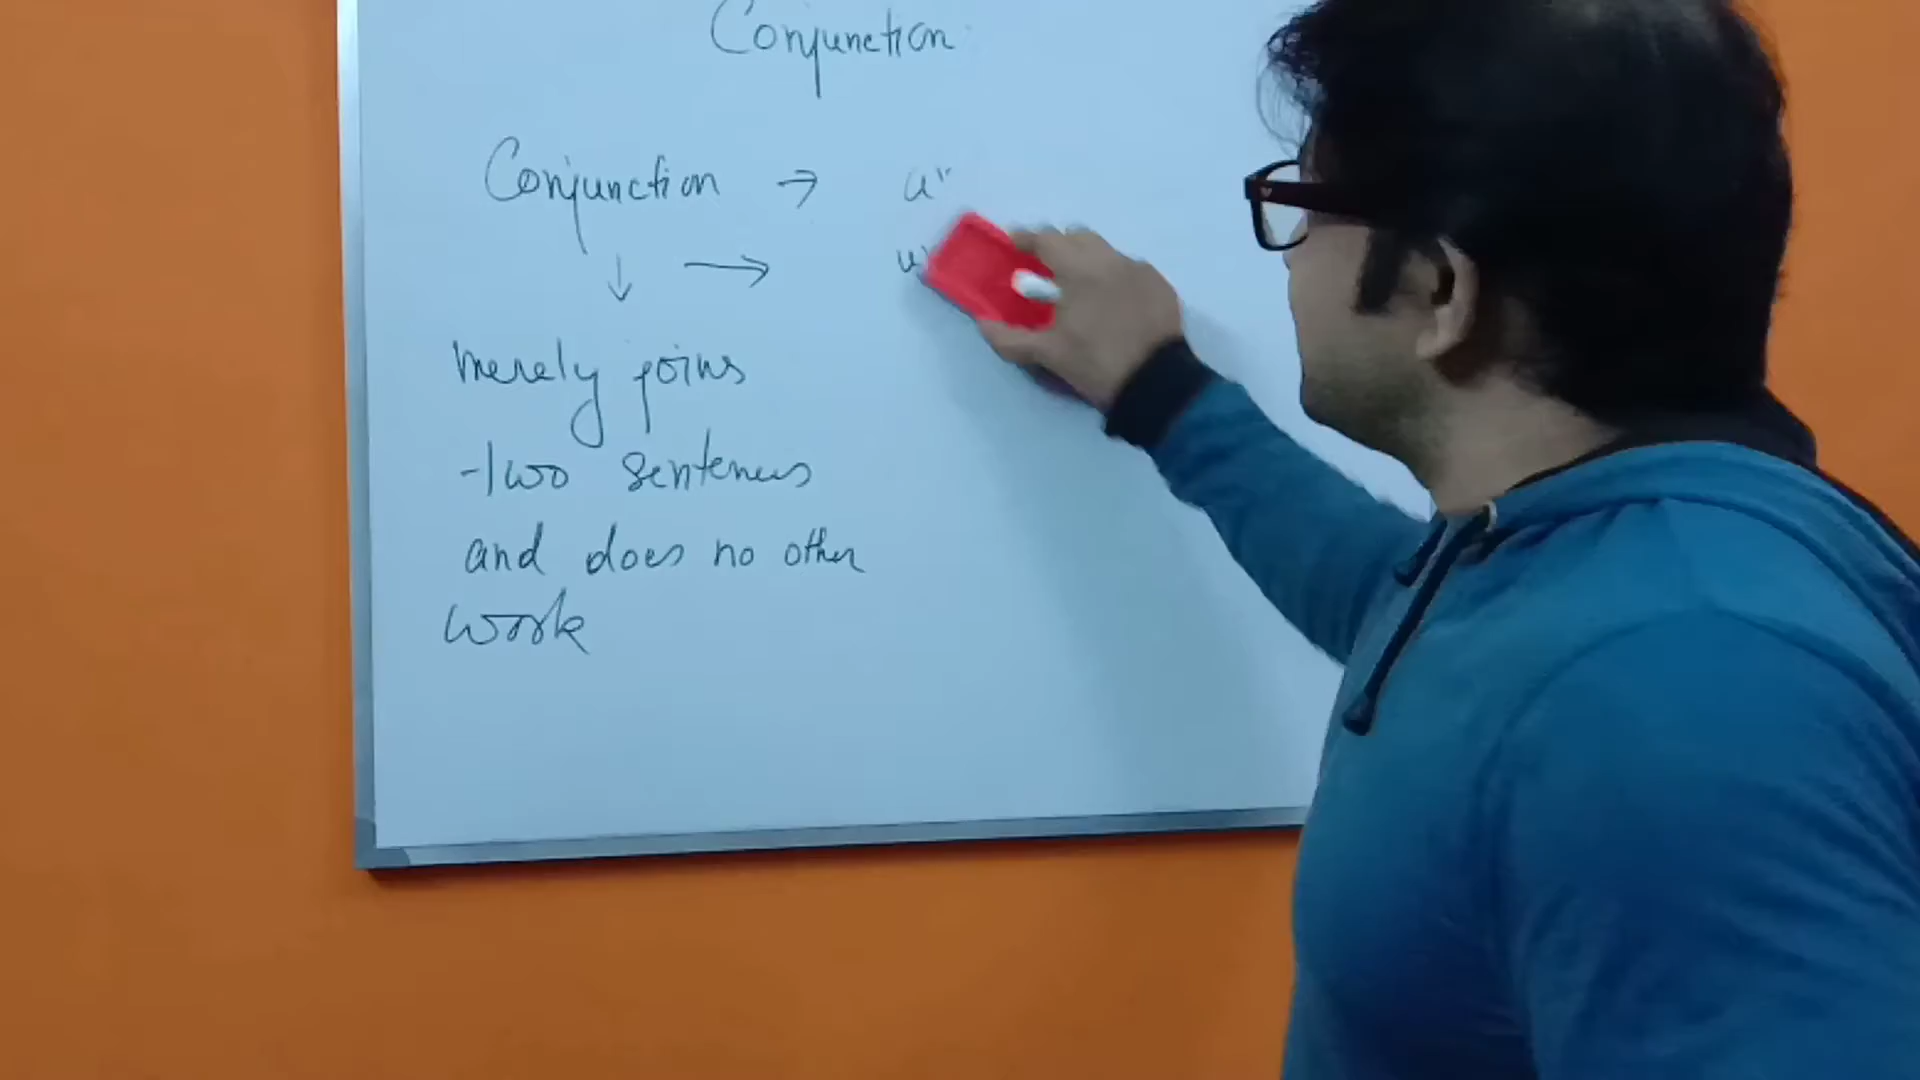 Conjunction
Conjunction →
↓ →
merely joins
two sentences
and does no other
work